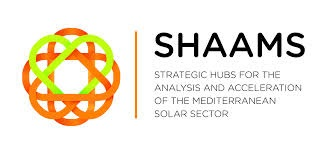 SHAAMS
STRATEGIC HUBS FOR THE
ANALYSIS AND ACCELERATION
OF THE MEDITERRANEAN
SOLAR SECTOR